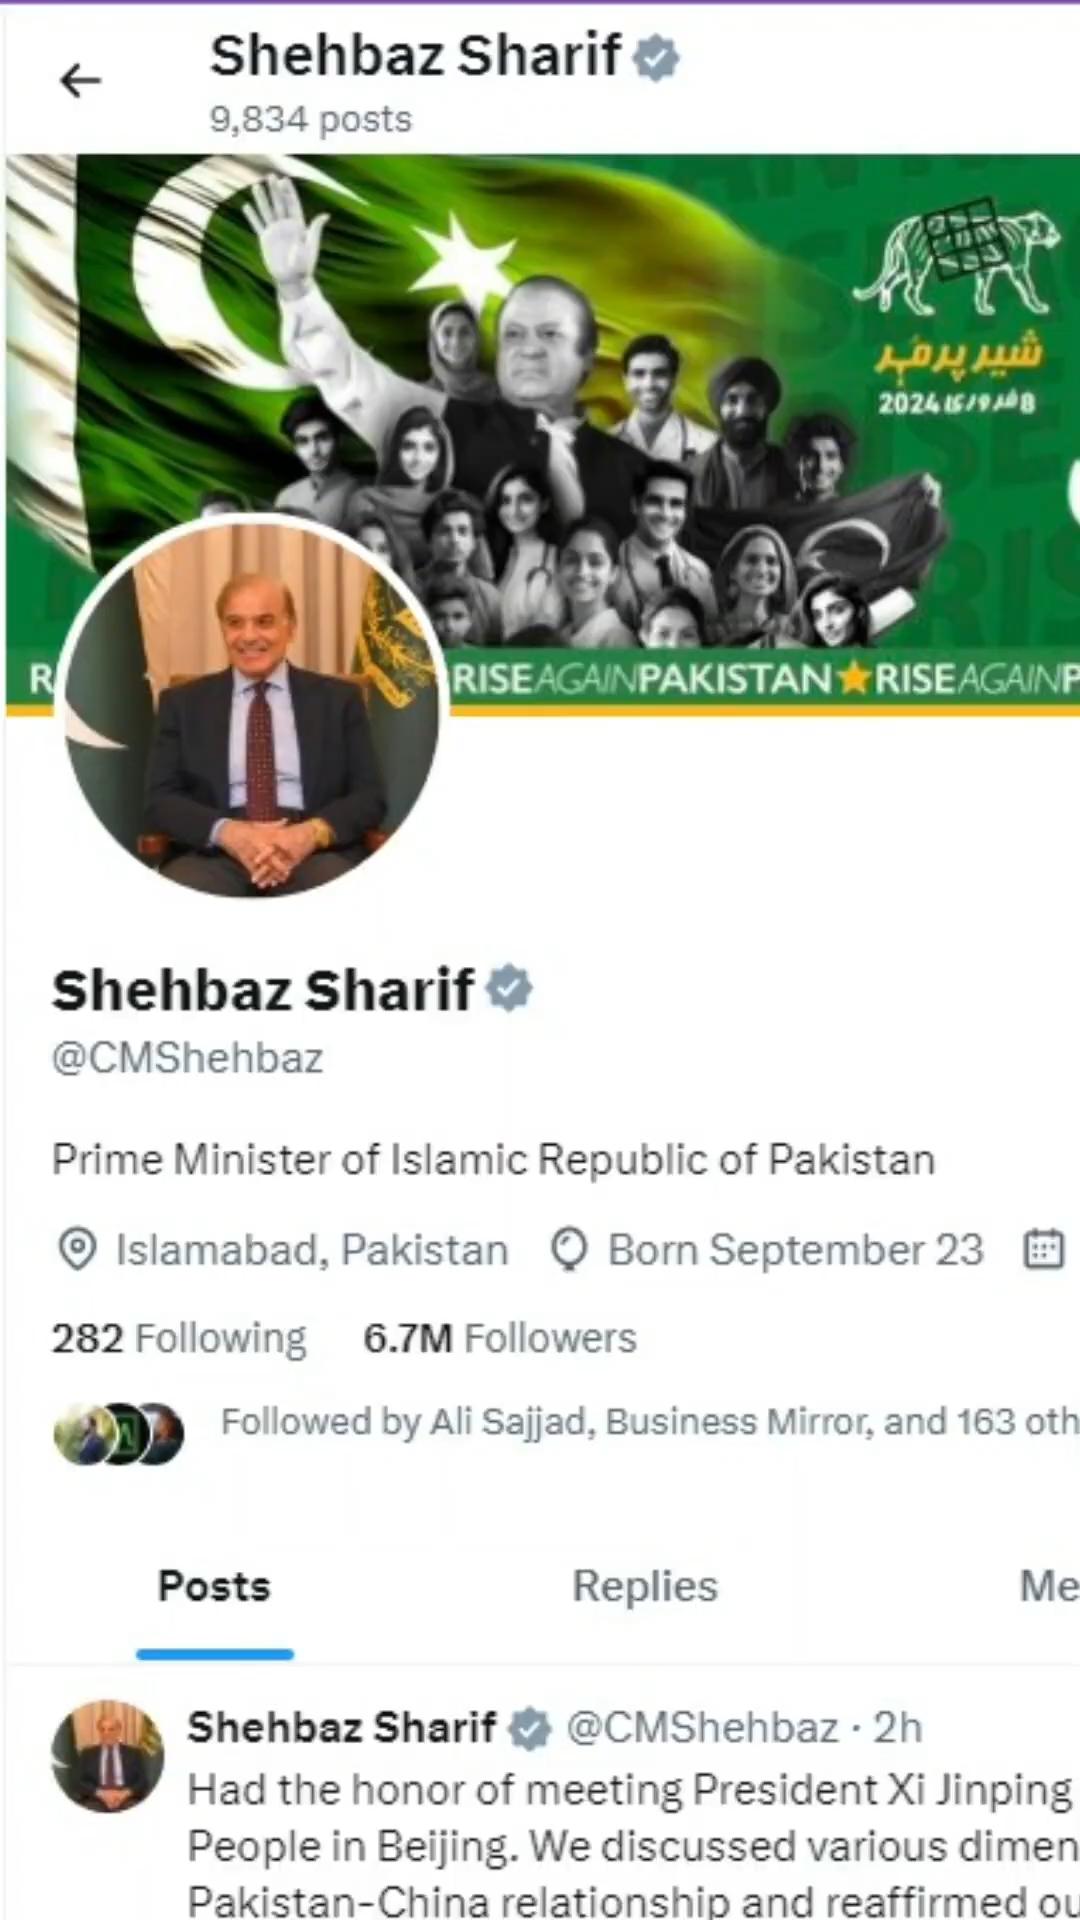 Shehbaz Sharif
9,834 posts
شیر پر مہر
8 فروری 2024
RISEAGAINPAKISTAN★RISEAGAINP
Shehbaz Sharif
@CMShehbaz
Prime Minister of Islamic Republic of Pakistan
Islamabad, Pakistan Born September 23
282 Following 6.7M Followers
Followed by Ali Sajjad, Business Mirror, and 163 oth
Posts Replies Me
Shehbaz Sharif @CMShehbaz · 2h
Had the honor of meeting President Xi Jinping
People in Beijing. We discussed various dimen
Pakistan-China relationship and reaffirmed ou